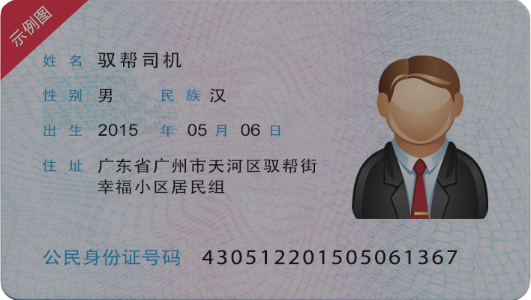 示例图
姓名 驭帮司机
性别 男 民族 汉
出生 2015 年 05 月 06 日
住址 广东省广州市天河区驭帮街
幸福小区居民组
公民身份证号码 430512201505061367